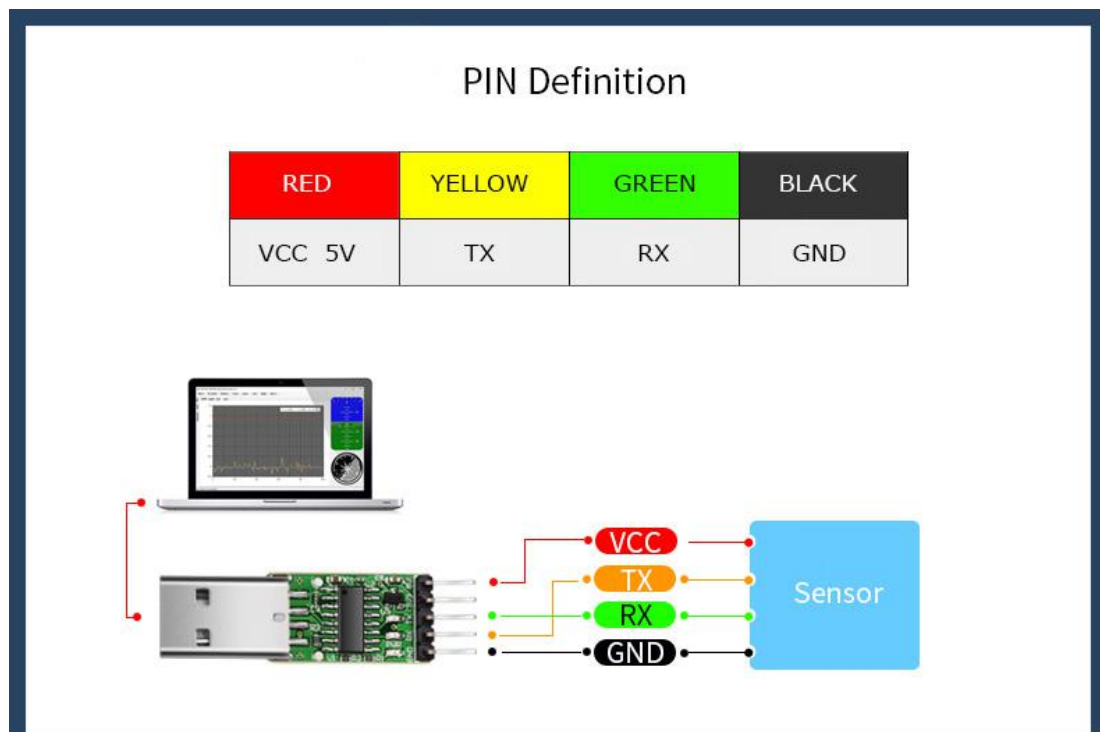 PIN Definition
RED YELLOW GREEN BLACK
VCC 5V TX RX GND
VCC
TX
RX
GND
Sensor